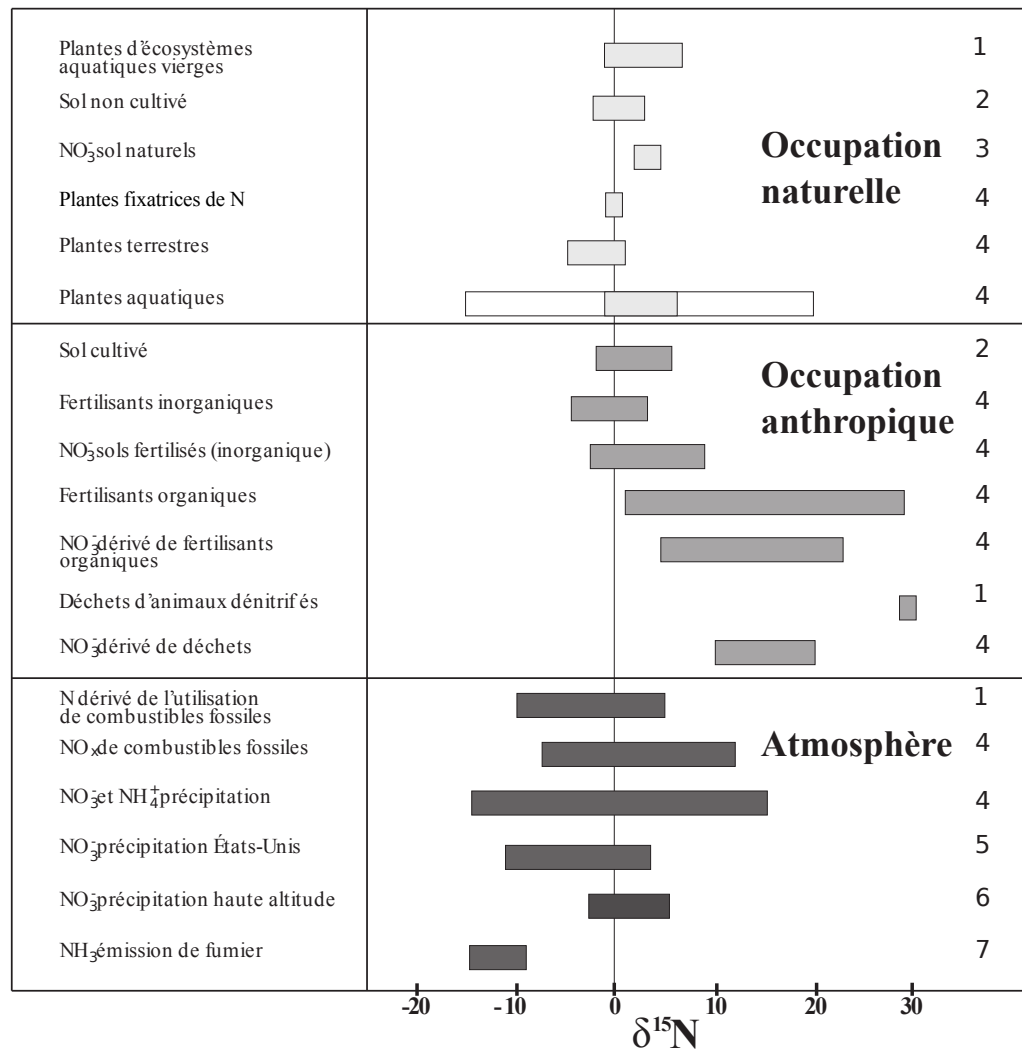 Plantes d'écosystèmes
aquatiques vierges
1
Sol non cultivé
2
NO₃⁻ sol naturels
3
Occupation
naturelle
Plantes fixatrices de N
4
Plantes terrestres
4
Plantes aquatiques
4
Sol cultivé
2
Occupation
anthropique
Fertilisants inorganiques
4
NO₃⁻ sols fertilisés (inorganique)
4
Fertilisants organiques
4
NO₃⁻ dérivé de fertilisants
organiques
4
Déchets d'animaux dénitrifés
1
NO₃⁻ dérivé de déchets
4
N dérivé de l'utilisation
de combustibles fossiles
1
Atmosphère
NOₓ de combustibles fossiles
4
NO₃⁻ et NH₄⁺ précipitation
4
NO₃⁻ précipitation États-Unis
5
NO₃⁻ précipitation haute altitude
6
NH₃ émission de fumier
7
-20 -10 0 10 20 30
δ¹⁵N